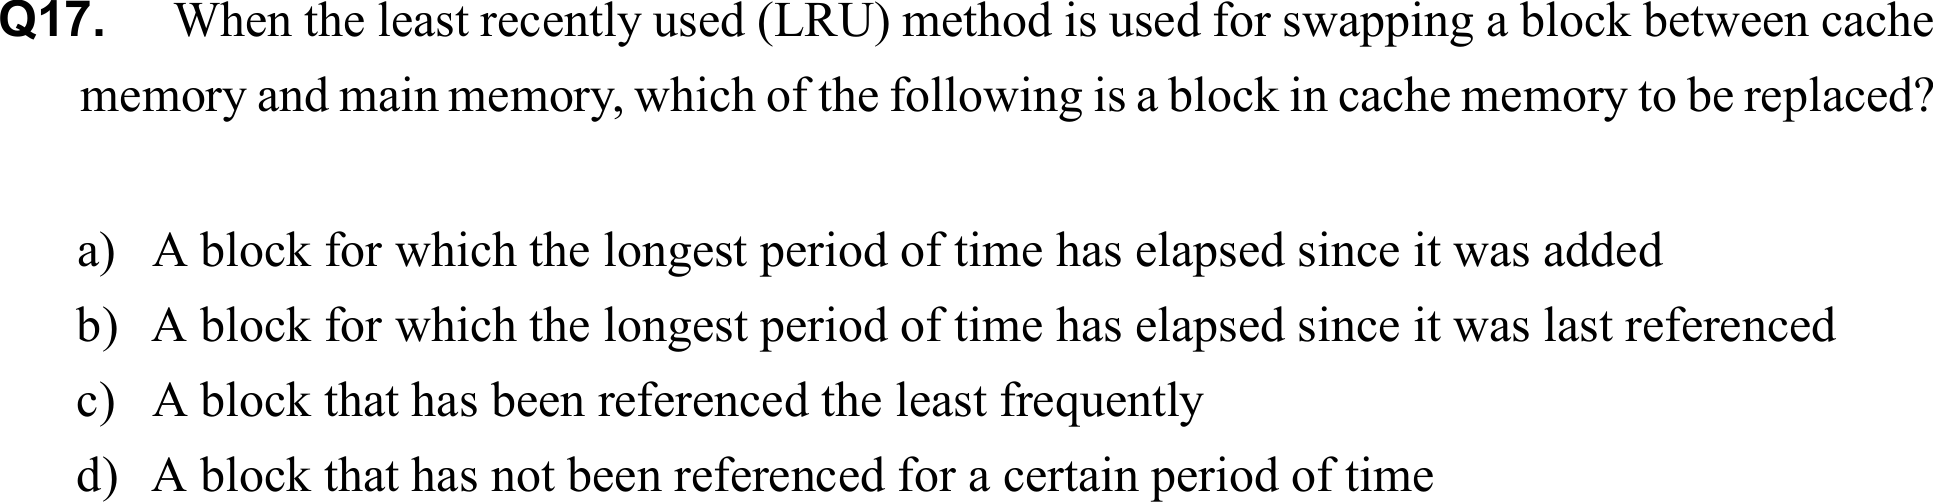 Q17. When the least recently used (LRU) method is used for swapping a block between cache
memory and main memory, which of the following is a block in cache memory to be replaced?
a) A block for which the longest period of time has elapsed since it was added
b) A block for which the longest period of time has elapsed since it was last referenced
c) A block that has been referenced the least frequently
d) A block that has not been referenced for a certain period of time